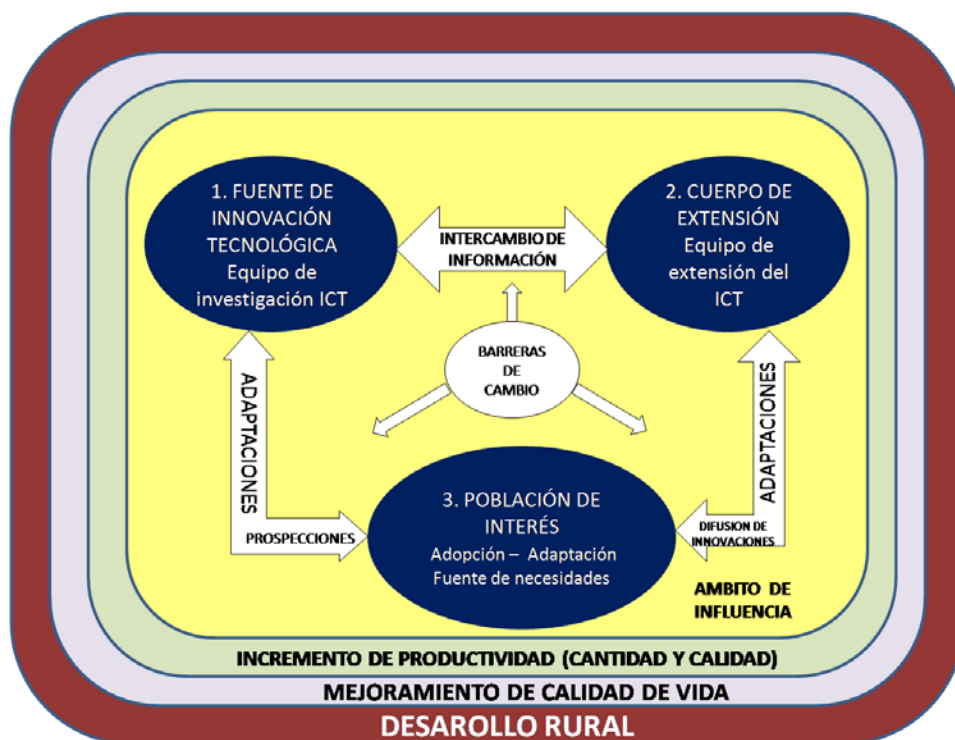 1. FUENTE DE
INNOVACIÓN
TECNOLÓGICA
Equipo de
investigación ICT
INTERCAMBIO DE
INFORMACIÓN
2. CUERPO DE
EXTENSIÓN
Equipo de
extensión del
ICT
BARRERAS
DE
CAMBIO
ADAPTACIONES
PROSPECCIONES
3. POBLACIÓN DE
INTERÉS
Adopción – Adaptación
Fuente de necesidades
ADAPTACIONES
DIFUSION DE
INNOVACIONES
AMBITO DE
INFLUENCIA
INCREMENTO DE PRODUCTIVIDAD (CANTIDAD Y CALIDAD)
MEJORAMIENTO DE CALIDAD DE VIDA
DESAROLLO RURAL